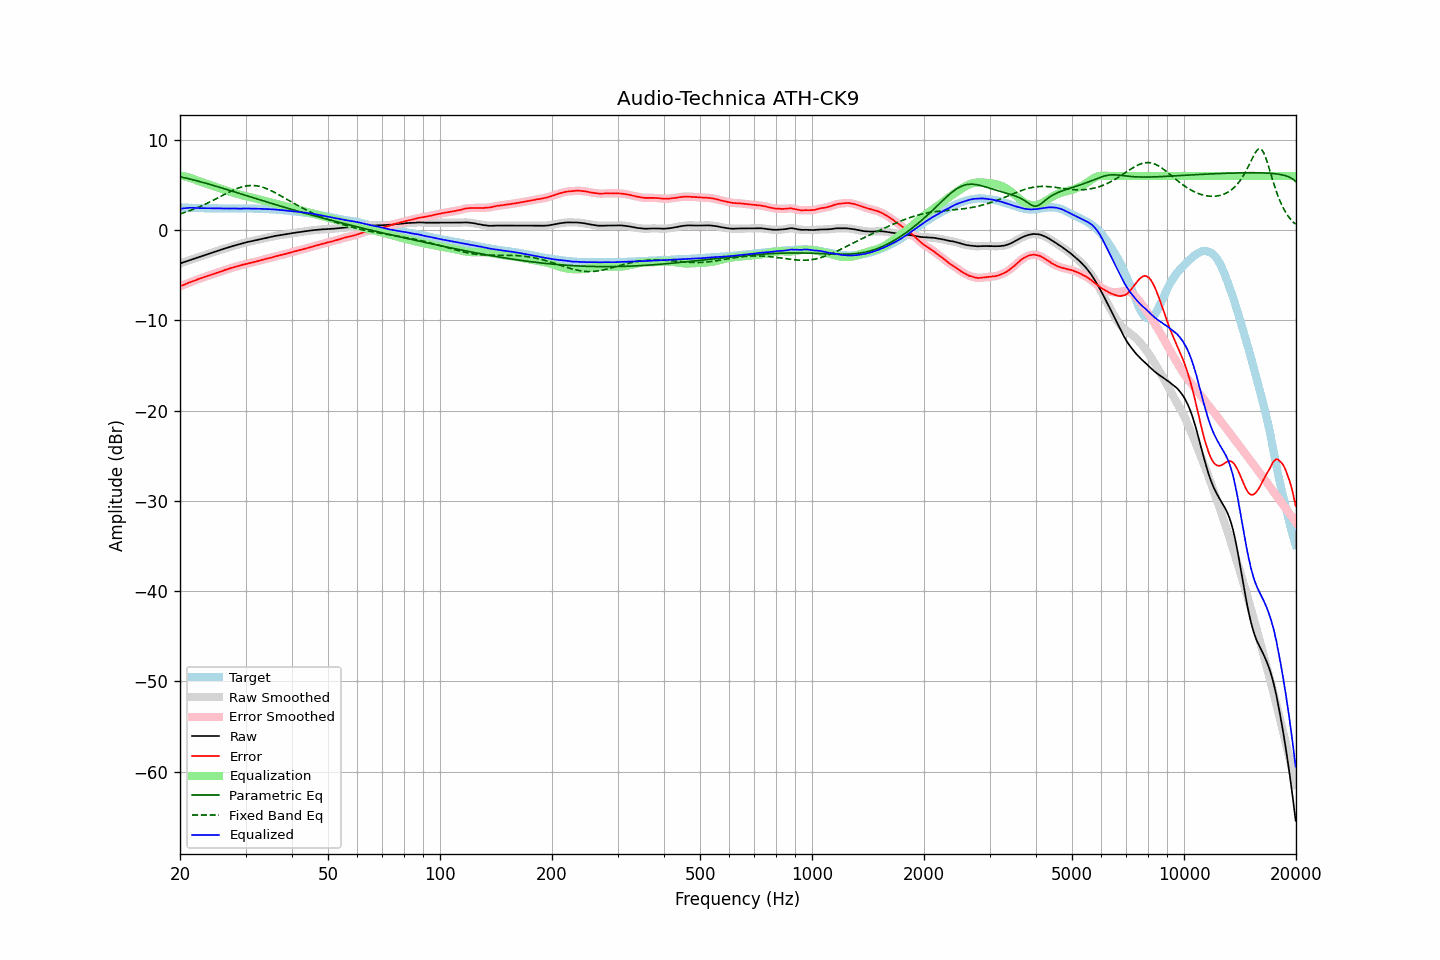 Audio-Technica ATH-CK9
10
0
−10
−20
−30
−40
−50
−60
Amplitude (dBr)
Target
Raw Smoothed
Error Smoothed
Raw
Error
Equalization
Parametric Eq
Fixed Band Eq
Equalized
20 50 100 200 500 1000 2000 5000 10000 20000
Frequency (Hz)